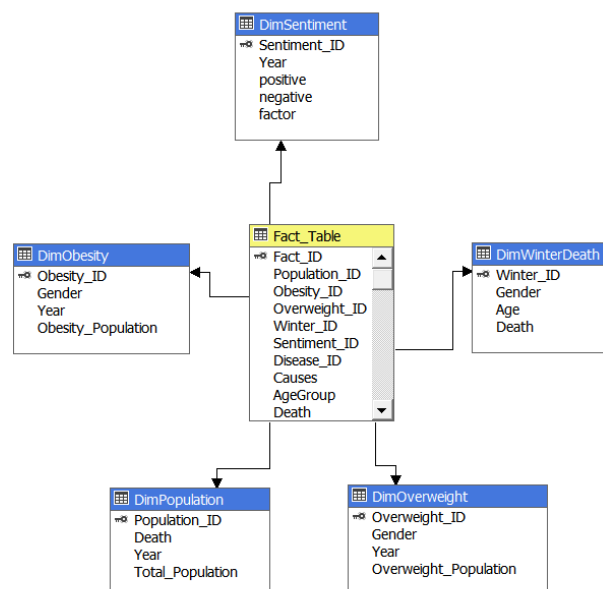 DimSentiment
Sentiment_ID
Year
positive
negative
factor
Fact_Table
Fact_ID
Population_ID
Obesity_ID
Overweight_ID
Winter_ID
Sentiment_ID
Disease_ID
Causes
AgeGroup
Death
DimObesity
Obesity_ID
Gender
Year
Obesity_Population
DimWinterDeath
Winter_ID
Gender
Age
Death
DimPopulation
Population_ID
Death
Year
Total_Population
DimOverweight
Overweight_ID
Gender
Year
Overweight_Population